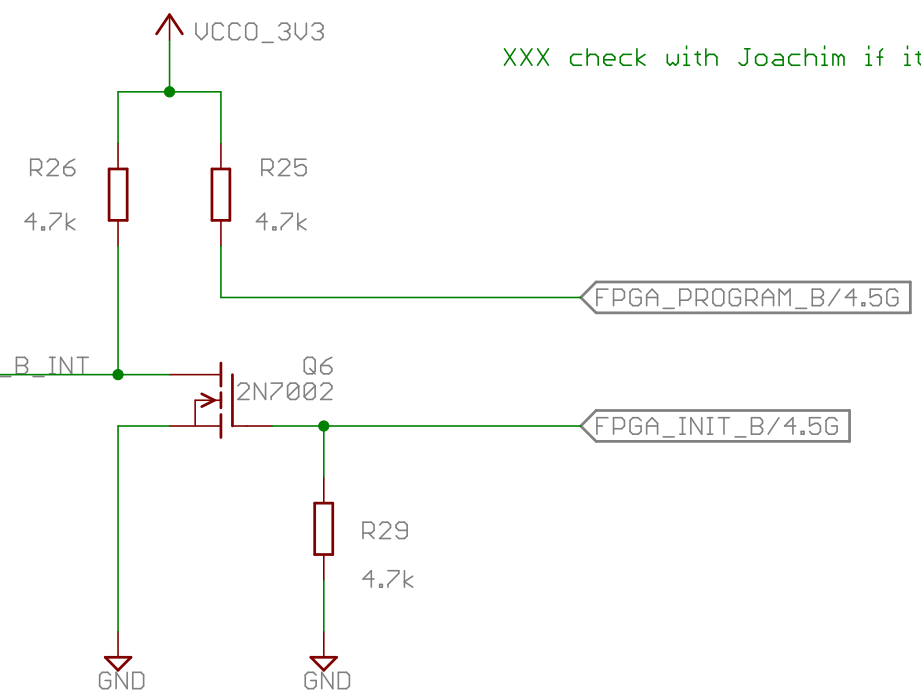 VCCO_3V3
XXX check with Joachim if
R26
R25
4.7k
4.7k
FPGA_PROGRAM_B/4.5G
_B_INT
Q6
2N7002
FPGA_INIT_B/4.5G
R29
4.7k
GND
GND